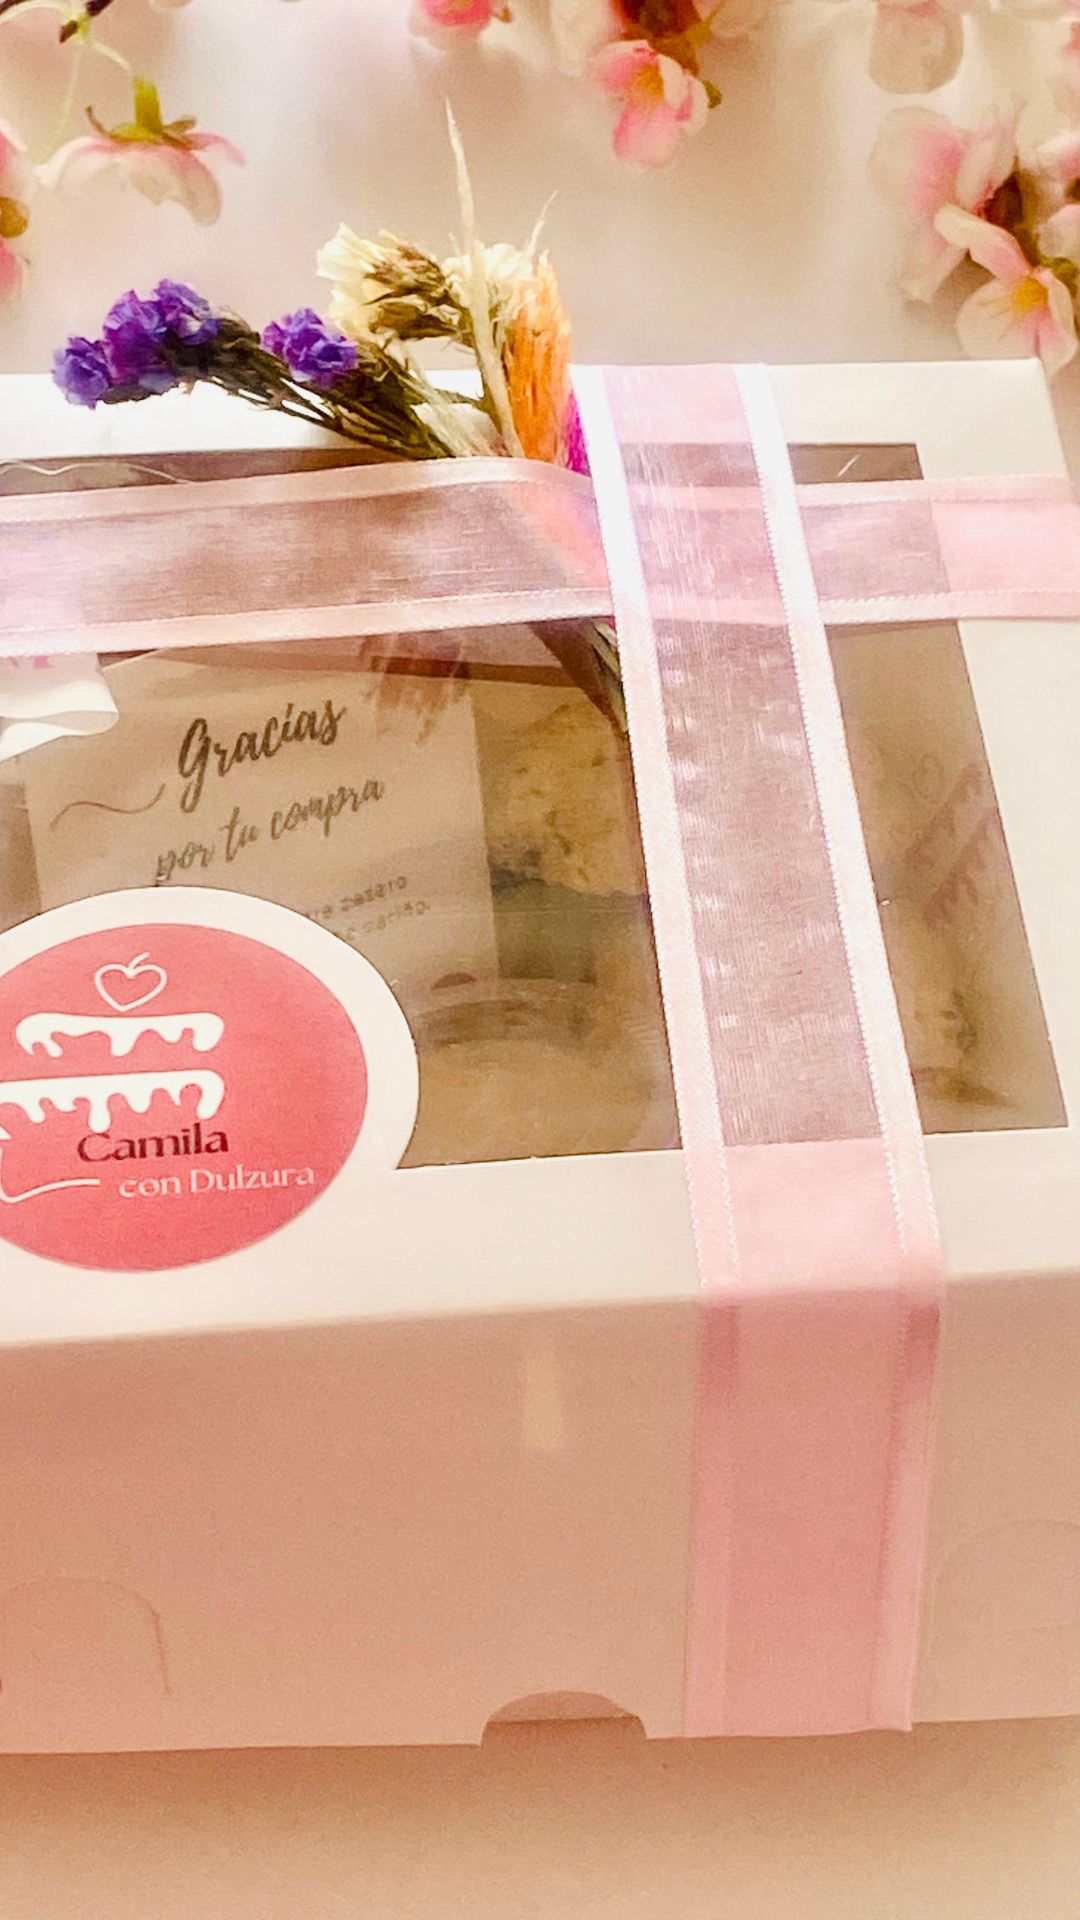 Gracias
por tu compra
Camila
con Dulzura